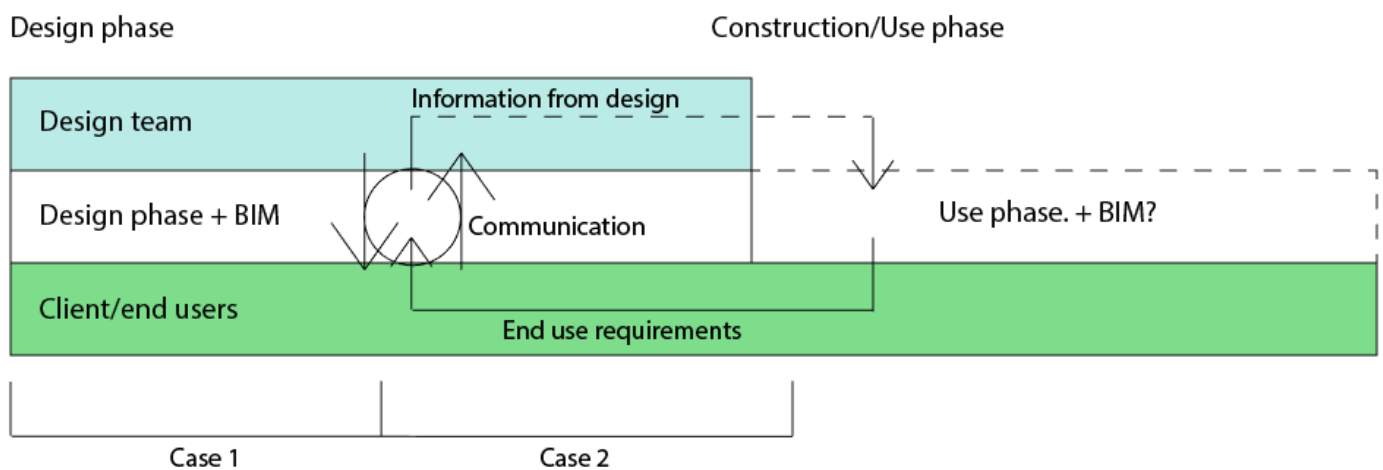 Design phase
Construction/Use phase
Information from design
Design team
Design phase + BIM
Communication
Use phase. + BIM?
Client/end users
End use requirements
Case 1
Case 2